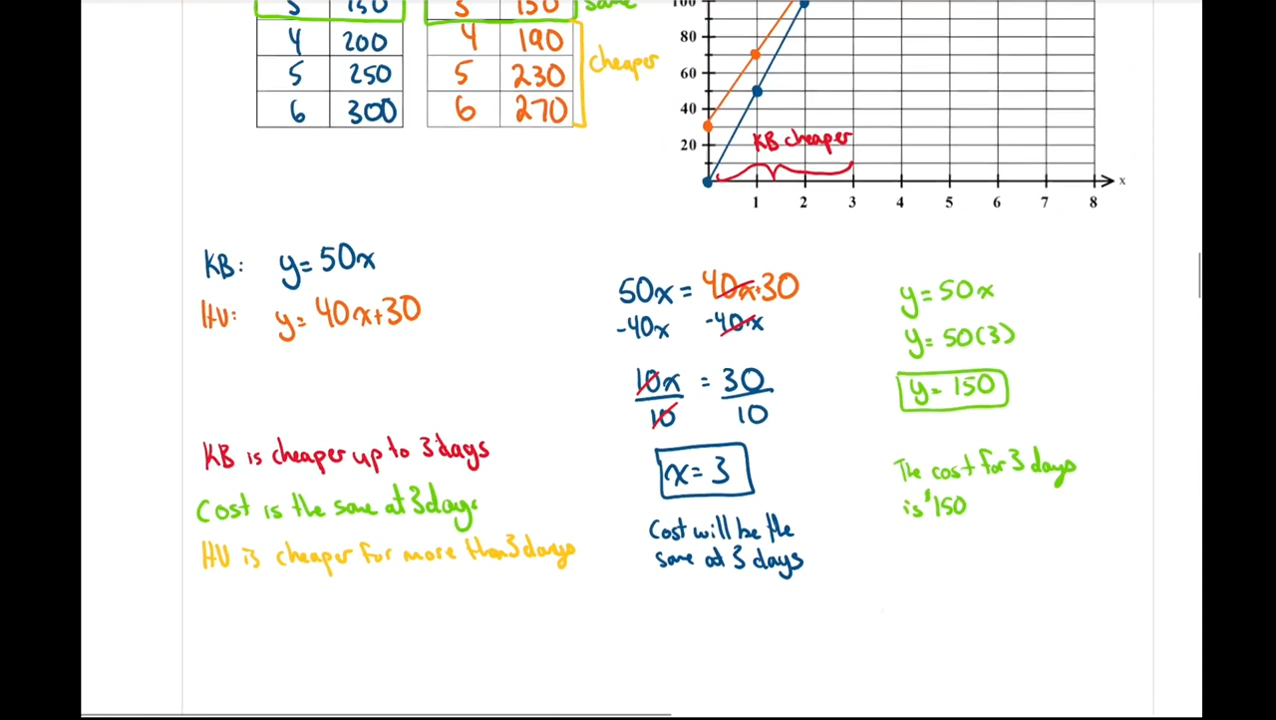 3 150 3 150 same
4 200 4 190
5 250 5 230 cheaper
6 300 6 270
100
80
60
40
20
KB cheaper
x
1 2 3 4 5 6 7 8
KB: y=50x
HU: y=40x+30
50x = 40x+30
-40x -40x
10x = 30
10 10
x=3
Cost will be the
same at 3 days
y=50x
y=50(3)
y=150
The cost for 3 days
is $150
KB is cheaper up to 3 days
Cost is the same at 3 days
HU is cheaper for more than 3 days